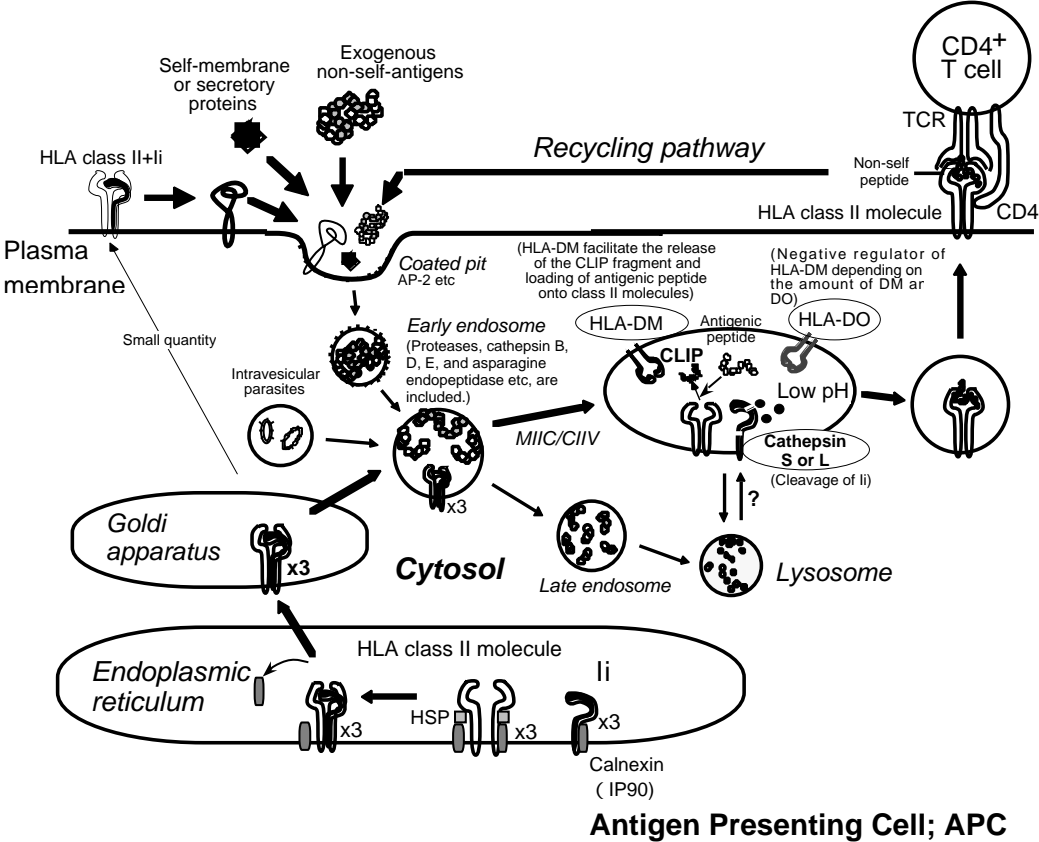 CD4+
T cell
Exogenous
non-self-antigens
Self-membrane
or secretory
proteins
TCR
HLA class II+Ii
Recycling pathway
Non-self
peptide
HLA class II molecule
CD4
Plasma
membrane
Coated pit
AP-2 etc
(HLA-DM facilitate the release
of the CLIP fragment and
loading of antigenic peptide
onto class II molecules)
(Negative regulator of
HLA-DM depending on
the amount of DM ar
DO)
HLA-DM
Antigenic
peptide
HLA-DO
Small quantity
Early endosome
(Proteases, cathepsin B,
D, E, and asparagine
endopeptidase etc, are
included.)
CLIP
Low pH
Intravesicular
parasites
MIIC/CIIV
Cathepsin
S or L
(Cleavage of Ii)
x3
?
Goldi
apparatus
x3
Cytosol
Late endosome
Lysosome
Endoplasmic
reticulum
HLA class II molecule
Ii
HSP
x3
x3
x3
Calnexin
( IP90)
Antigen Presenting Cell; APC